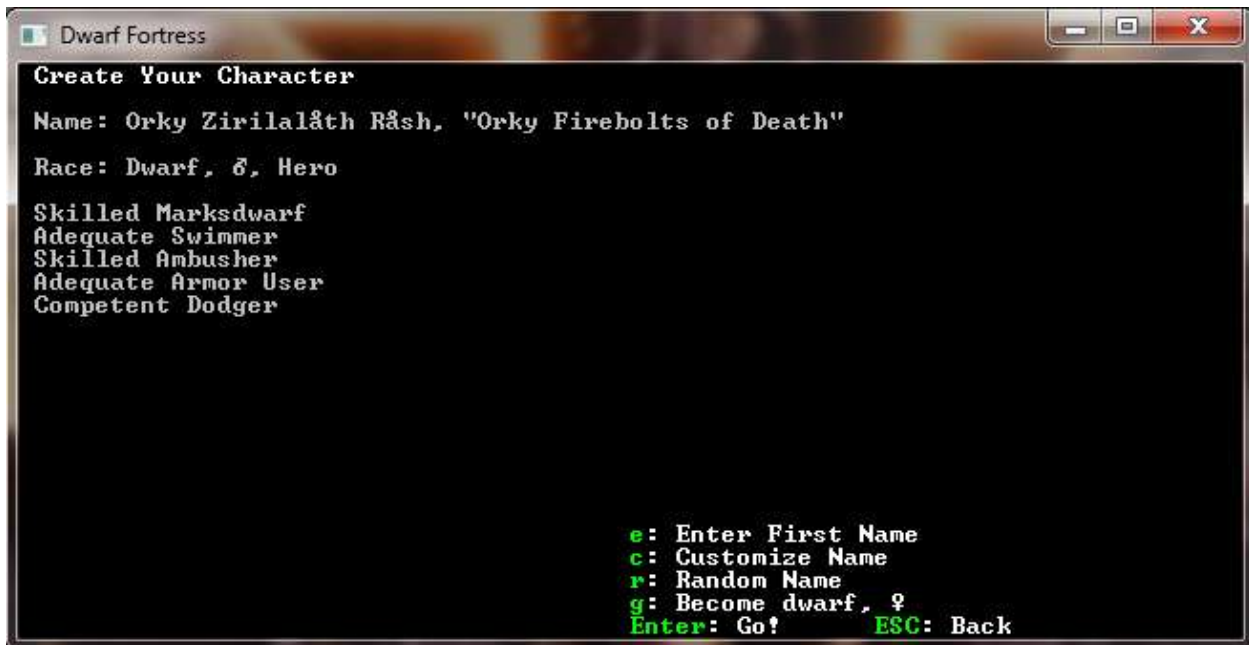 Dwarf Fortress
Create Your Character
Name: Orky Zirilalåth Råsh, "Orky Firebolts of Death"
Race: Dwarf, ♂, Hero
Skilled Marksdwarf
Adequate Swimmer
Skilled Ambusher
Adequate Armor User
Competent Dodger
e: Enter First Name
c: Customize Name
r: Random Name
g: Become dwarf, ♀
Enter: Go! ESC: Back